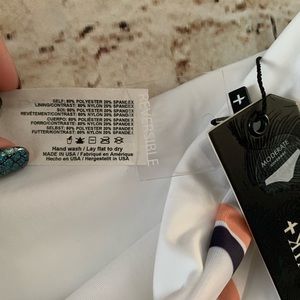 SELF: 80% POLYESTER 20% SPANDEX
LINING/CONTRAST: 80% NYLON 20% SPANDEX
SOI: 80% POLYESTER 20% SPANDEX
REVÊTEMENT/CONTRAST: 80% NYLON 20% SPANDEX
CUERPO: 80% POLYESTER 20% SPANDEX
FORRO/CONTRASTE: 80% NYLON 20% SPANDEX
SELBST: 80% POLYESTER 20% SPANDEX
FUTTER/KONTRAST: 80% NYLON 20% SPANDEX
Hand wash / Lay flat to dry
MADE IN USA / Fabriqué en Amérique
Hecho en USA / Hergestellt in USA
REVERSIBLE
MODERATE